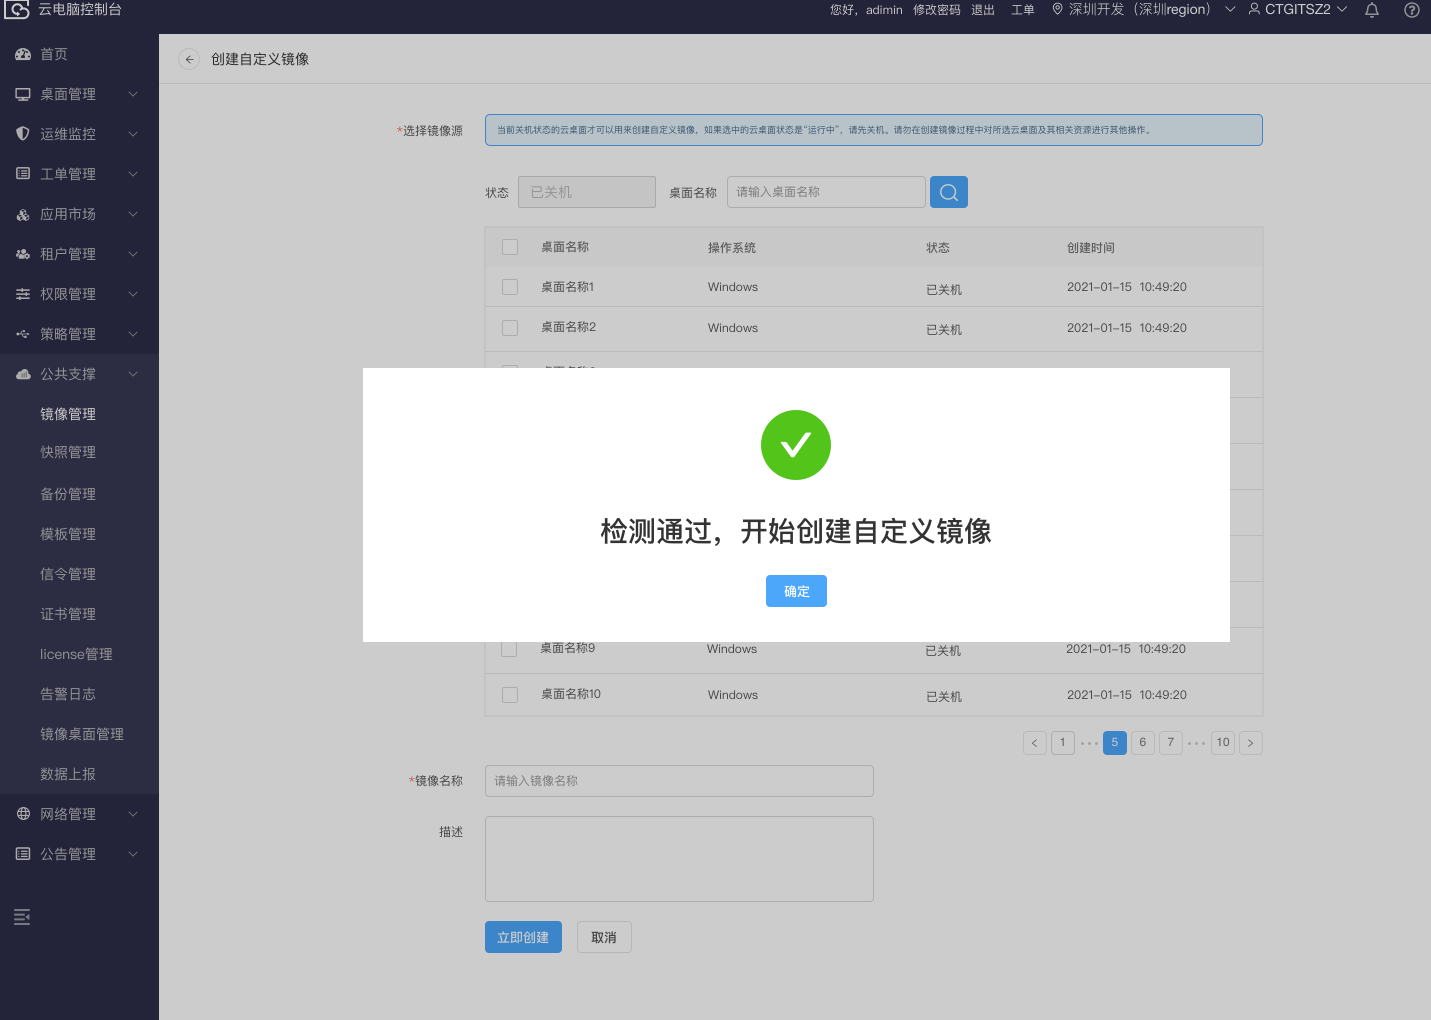 云电脑控制台
您好，adimin 修改密码 退出 工单 深圳开发（深圳region） CTGITSZ2
首页
桌面管理
运维监控
工单管理
应用市场
租户管理
权限管理
策略管理
公共支撑
镜像管理
快照管理
备份管理
模板管理
信令管理
证书管理
license管理
告警日志
镜像桌面管理
数据上报
网络管理
公告管理
创建自定义镜像
*选择镜像源
当前关机状态的云桌面才可以用来创建自定义镜像，如果选中的云桌面状态是“运行中”，请先关机。请勿在创建镜像过程中对所选云桌面及其相关资源进行其他操作。
状态 已关机 桌面名称 请输入桌面名称
桌面名称 操作系统 状态 创建时间
桌面名称1 Windows 已关机 2021-01-15 10:49:20
桌面名称2 Windows 已关机 2021-01-15 10:49:20
检测通过，开始创建自定义镜像
确定
桌面名称9 Windows 已关机 2021-01-15 10:49:20
桌面名称10 Windows 已关机 2021-01-15 10:49:20
< 1 ••• 5 6 7 ••• 10 >
*镜像名称 请输入镜像名称
描述
立即创建 取消